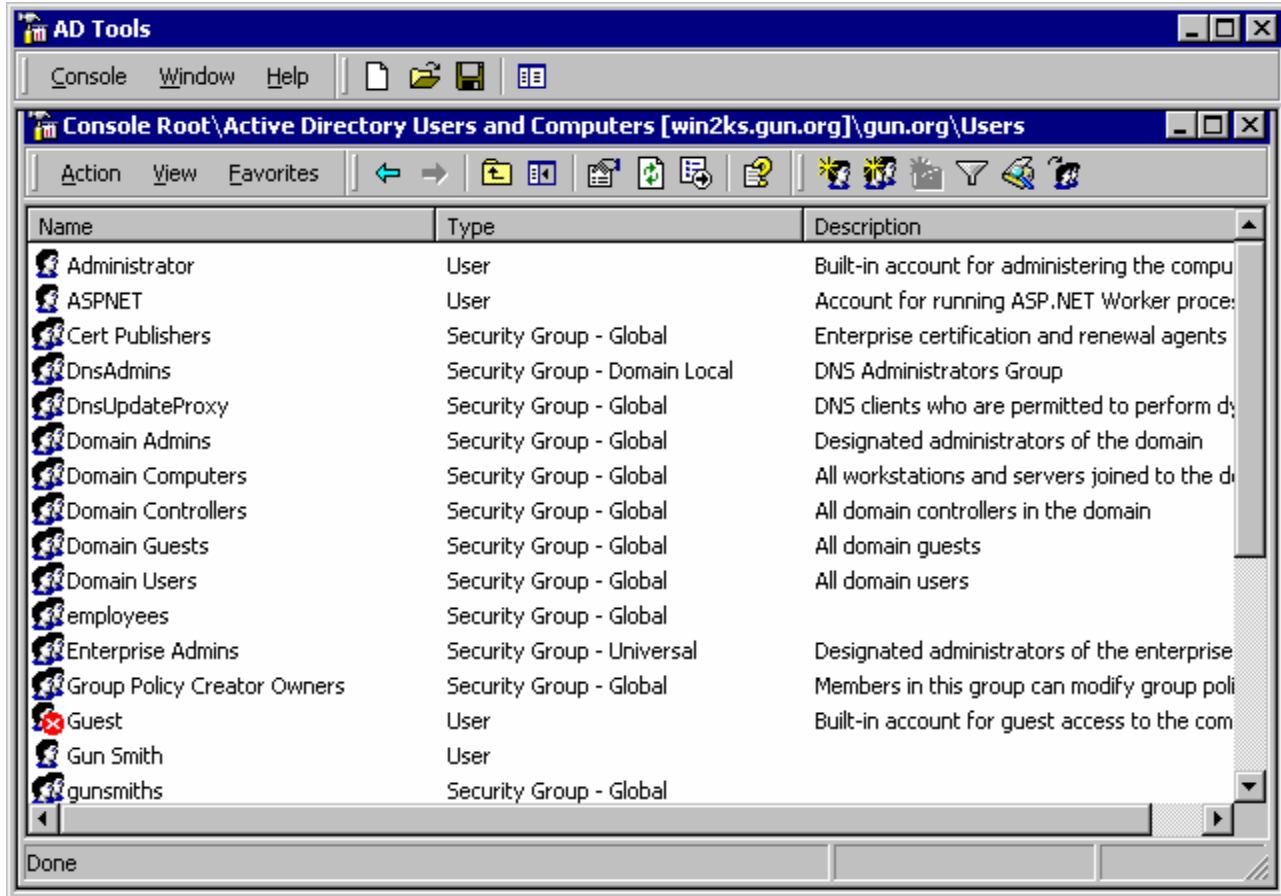 AD Tools
Console Window Help
Console Root\Active Directory Users and Computers [win2ks.gun.org]\gun.org\Users
Action View Favorites
Name Type Description
Administrator User Built-in account for administering the compu
ASPNET User Account for running ASP.NET Worker proces
Cert Publishers Security Group - Global Enterprise certification and renewal agents
DnsAdmins Security Group - Domain Local DNS Administrators Group
DnsUpdateProxy Security Group - Global DNS clients who are permitted to perform dy
Domain Admins Security Group - Global Designated administrators of the domain
Domain Computers Security Group - Global All workstations and servers joined to the do
Domain Controllers Security Group - Global All domain controllers in the domain
Domain Guests Security Group - Global All domain guests
Domain Users Security Group - Global All domain users
employees Security Group - Global
Enterprise Admins Security Group - Universal Designated administrators of the enterprise
Group Policy Creator Owners Security Group - Global Members in this group can modify group poli
Guest User Built-in account for guest access to the com
Gun Smith User
gunsmiths Security Group - Global
Done